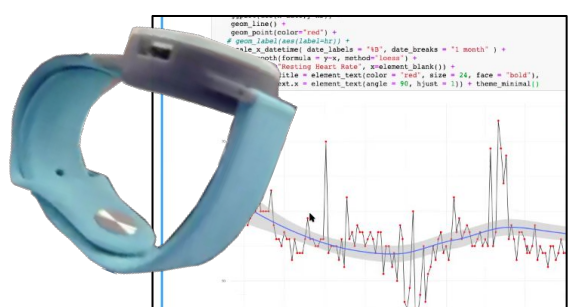 geom_line() +
geom_point(color="red") +
# geom_label(aes(label=hr)) +
ale_x_datetime( date_labels = "%B", date_breaks = "1 month" ) +
ooth(formula = y~x, method="loess") +
"Resting Heart Rate", x=element_blank()) +
itle = element_text(color = "red", size = 24, face = "bold"),
ext.x = element_text(angle = 90, hjust = 1)) + theme_minimal()